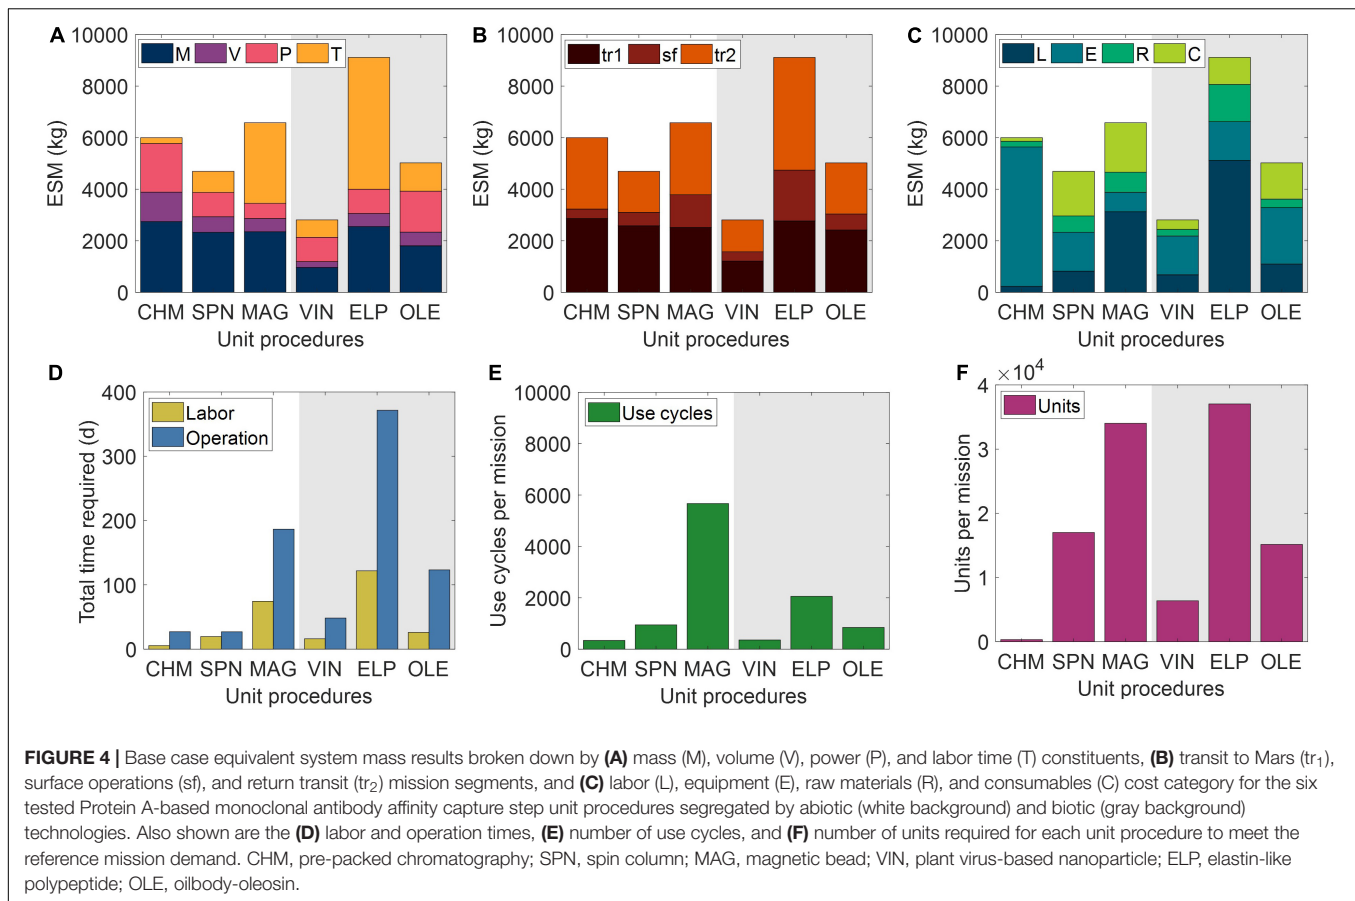 A
10000
8000
6000
4000
2000
0
ESM (kg)
M V P T
CHM SPN MAG VIN ELP OLE
Unit procedures
B
10000
8000
6000
4000
2000
0
ESM (kg)
tr1 sf tr2
CHM SPN MAG VIN ELP OLE
Unit procedures
C
10000
8000
6000
4000
2000
0
ESM (kg)
L E R C
CHM SPN MAG VIN ELP OLE
Unit procedures
D
400
300
200
100
0
Total time required (d)
Labor
Operation
CHM SPN MAG VIN ELP OLE
Unit procedures
E
10000
8000
6000
4000
2000
0
Use cycles per mission
Use cycles
CHM SPN MAG VIN ELP OLE
Unit procedures
F
×10⁴
4
3
2
1
0
Units per mission
Units
CHM SPN MAG VIN ELP OLE
Unit procedures
FIGURE 4 | Base case equivalent system mass results broken down by (A) mass (M), volume (V), power (P), and labor time (T) constituents, (B) transit to Mars (tr₁),
surface operations (sf), and return transit (tr₂) mission segments, and (C) labor (L), equipment (E), raw materials (R), and consumables (C) cost category for the six
tested Protein A-based monoclonal antibody affinity capture step unit procedures segregated by abiotic (white background) and biotic (gray background)
technologies. Also shown are the (D) labor and operation times, (E) number of use cycles, and (F) number of units required for each unit procedure to meet the
reference mission demand. CHM, pre-packed chromatography; SPN, spin column; MAG, magnetic bead; VIN, plant virus-based nanoparticle; ELP, elastin-like
polypeptide; OLE, oilbody-oleosin.